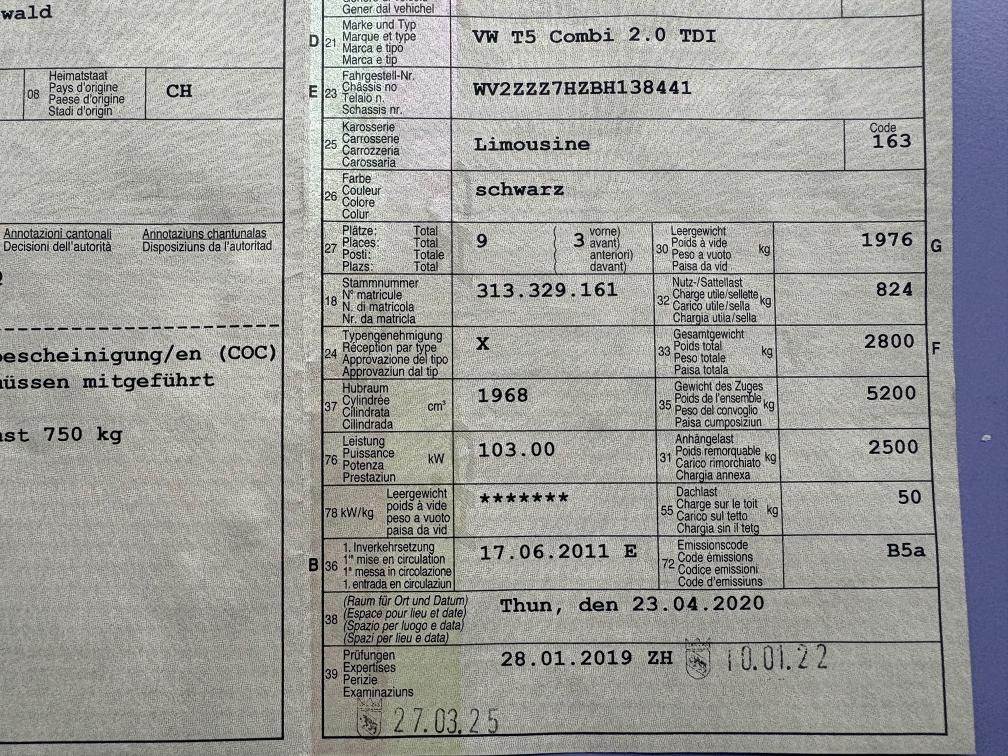 wald
08 Heimatstaat
Pays d'origine
Paese d'origine
Stadi d'origin
CH
Annotazioni cantonali
Decisioni dell'autorità
Annotaziuns chantunalas
Disposiziuns da l'autoritad
bescheinigung/en (COC)
müssen mitgeführt
ast 750 kg
Gener dal vehichel
D 21 Marke und Typ
Marque et type
Marca e tipo
Marca e tip
VW T5 Combi 2.0 TDI
E 23 Fahrgestell-Nr.
Châssis no
Telaio n.
Schassis nr.
WV2ZZZ7HZBH138441
25 Karosserie
Carrosserie
Carrozzeria
Carossaria
Limousine
Code
163
26 Farbe
Couleur
Colore
Colur
schwarz
27 Plätze: Total
Places: Total
Posti: Totale
Plazs: Total
9
3 vorne)
avant)
anteriori)
davant)
30 Leergewicht
Poids à vide
Peso a vuoto
Paisa da vid
kg
1976 G
18 Stammnummer
N° matricule
N. di matricola
Nr. da matricla
313.329.161
32 Nutz-/Sattellast
Charge utile/sellette
Carico utile/sella
Chargia utila/sella
kg
824
24 Typengenehmigung
Réception par type
Approvazione del tipo
Approvaziun dal tip
X
33 Gesamtgewicht
Poids total
Peso totale
Paisa totala
kg
2800 F
37 Hubraum
Cylindrée
Cilindrata
Cilindrada
cm³
1968
35 Gewicht des Zuges
Poids de l'ensemble
Peso del convoglio
Paisa cumposiziun
kg
5200
76 Leistung
Puissance
Potenza
Prestaziun
kW
103.00
31 Anhängelast
Poids remorquable
Carico rimorchiato
Chargia annexa
kg
2500
78 kW/kg
Leergewicht
poids à vide
peso a vuoto
paisa da vid
*******
55 Dachlast
Charge sur le toit
Carico sul tetto
Chargia sin il tetg
kg
50
B 36 1. Inverkehrsetzung
1re mise en circulation
1a messa in circolazione
1. entrada en circulaziun
17.06.2011 E
72 Emissionscode
Code émissions
Codice emissioni
Code d'emissiuns
B5a
38 (Raum für Ort und Datum)
(Espace pour lieu et date)
(Spazio per luogo e data)
(Spazi per lieu e data)
Thun, den 23.04.2020
39 Prüfungen
Expertises
Perizie
Examinaziuns
28.01.2019 ZH
10.01.22
27.03.25